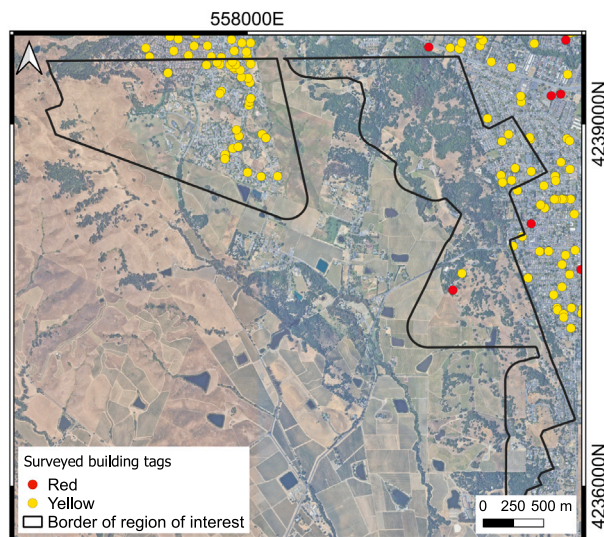 558000E
4239000N
4236000N
Surveyed building tags
Red
Yellow
Border of region of interest
0 250 500 m